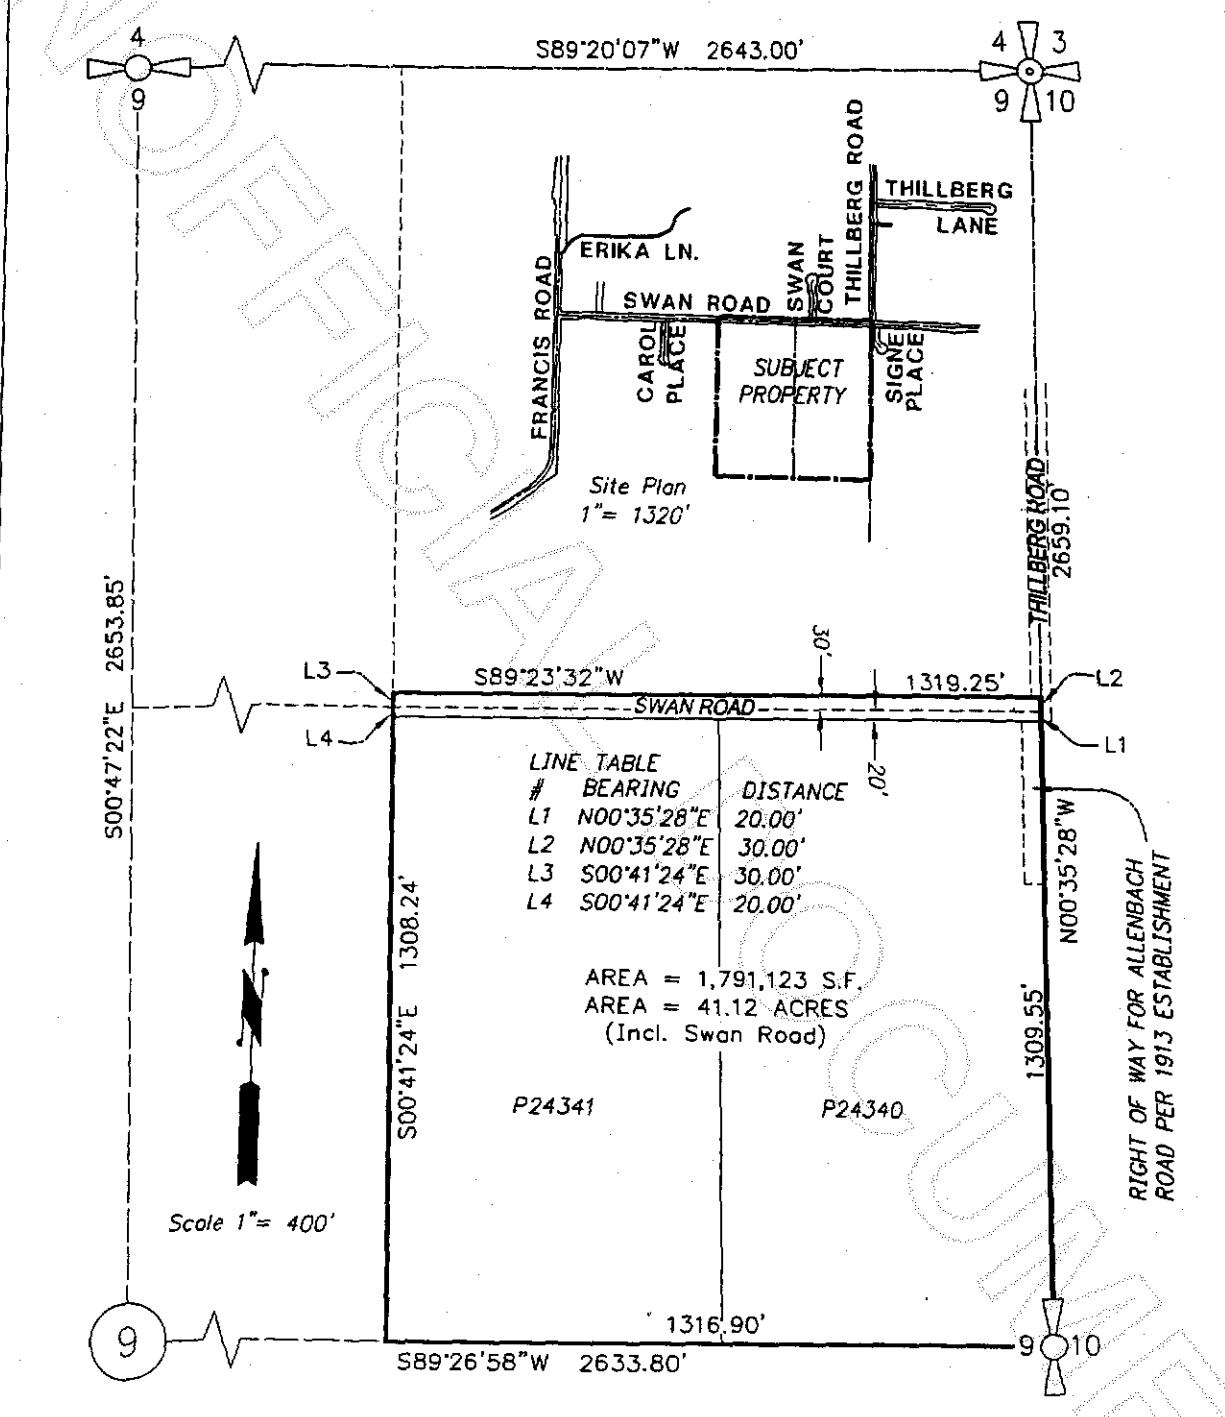 4
9
S89°20'07"W 2643.00'
4 3
9 10
THILLBERG ROAD
THILLBERG
LANE
ERIKA LN.
SWAN
COURT
FRANCIS ROAD
SWAN ROAD
CAROL
PLACE
SUBJECT
PROPERTY
SIGNE
PLACE
Site Plan
1"= 1320'
THILLBERG ROAD
2659.10'
S00°47'22"E 2653.85'
L3
S89°23'32"W
30'
1319.25'
L2
SWAN ROAD
L4
L1
20'
LINE TABLE
# BEARING DISTANCE
L1 N00°35'28"E 20.00'
L2 N00°35'28"E 30.00'
L3 S00°41'24"E 30.00'
L4 S00°41'24"E 20.00'
N00°35'28"W
RIGHT OF WAY FOR ALLENBACH
ROAD PER 1913 ESTABLISHMENT
S00°41'24"E 1308.24'
AREA = 1,791,123 S.F.
AREA = 41.12 ACRES
(Incl. Swan Road)
1309.55'
P24341
P24340
N
Scale 1"= 400'
9
1316.90'
S89°26'58"W 2633.80'
9 10
UNOFFICIAL DOCUME